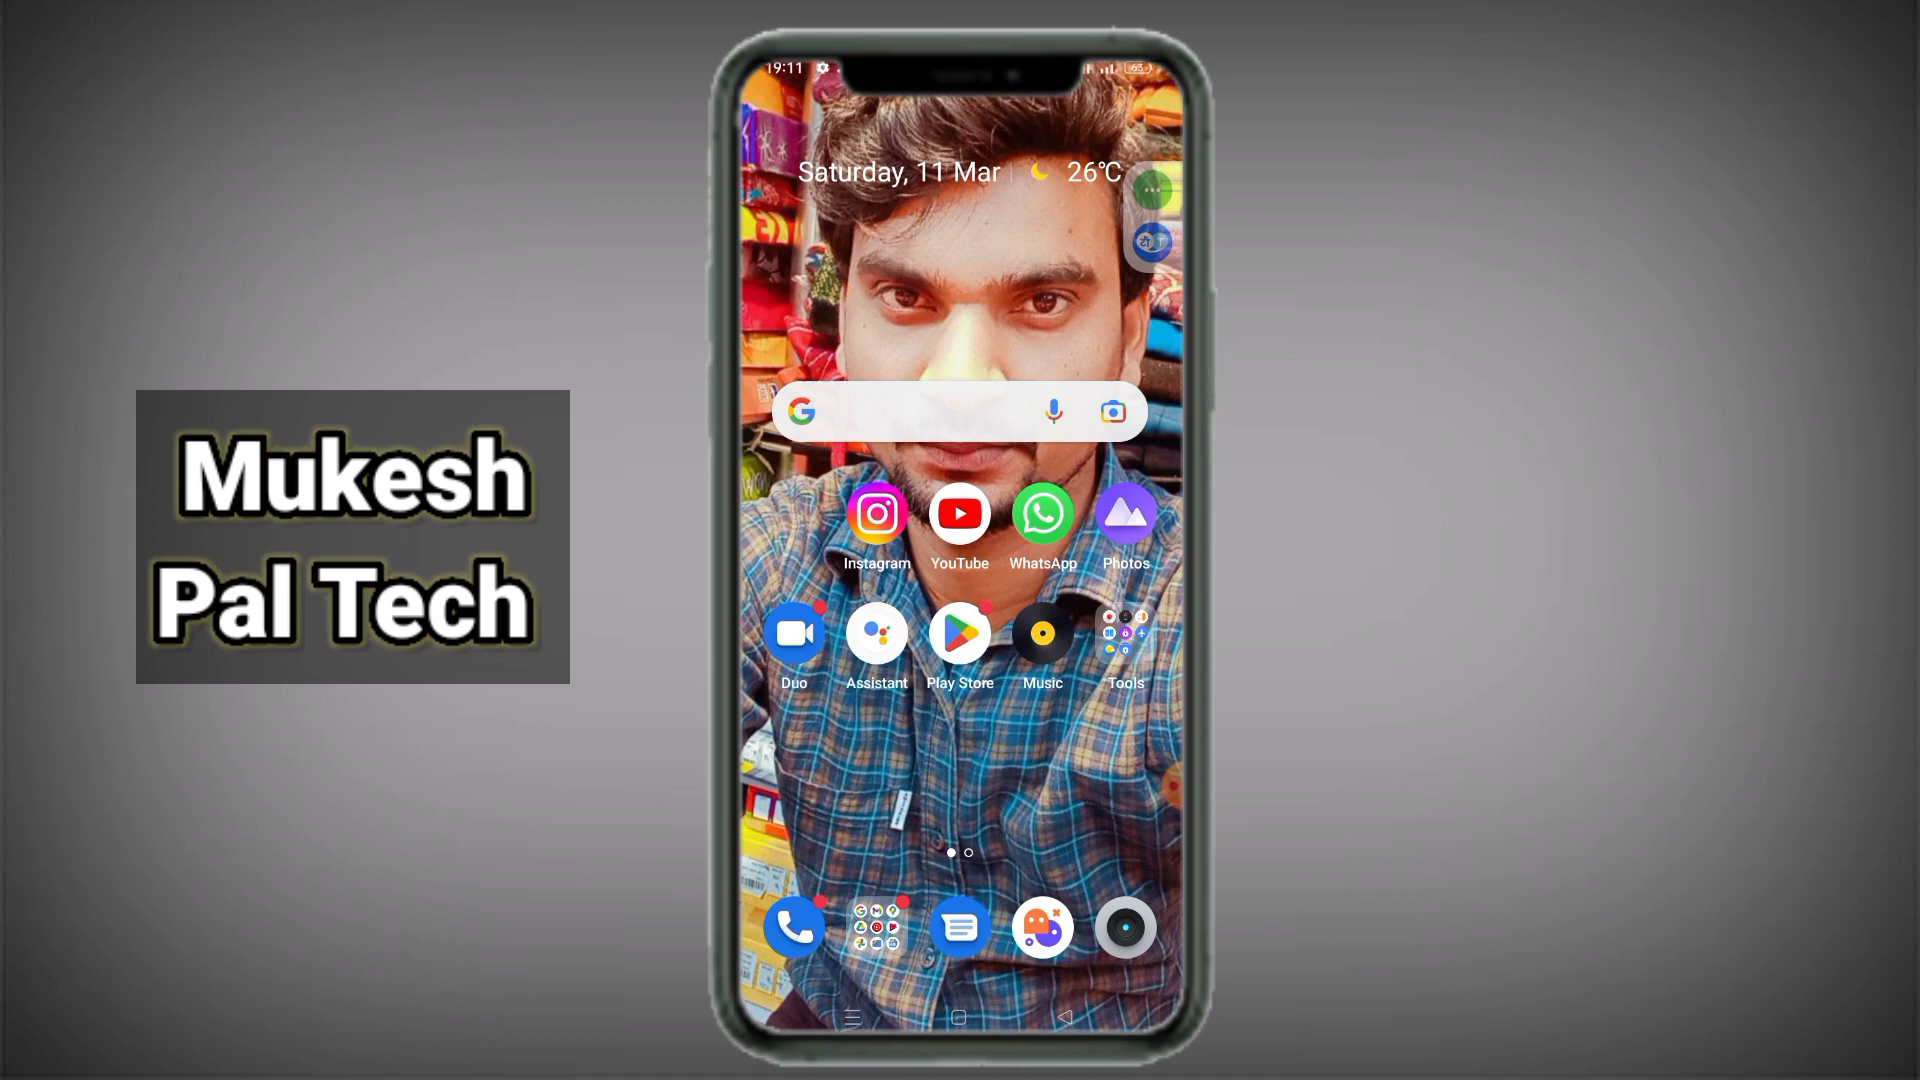 Mukesh
Pal Tech
19:11
63
Saturday, 11 Mar
26°C
Instagram
YouTube
WhatsApp
Photos
Duo
Assistant
Play Store
Music
Tools